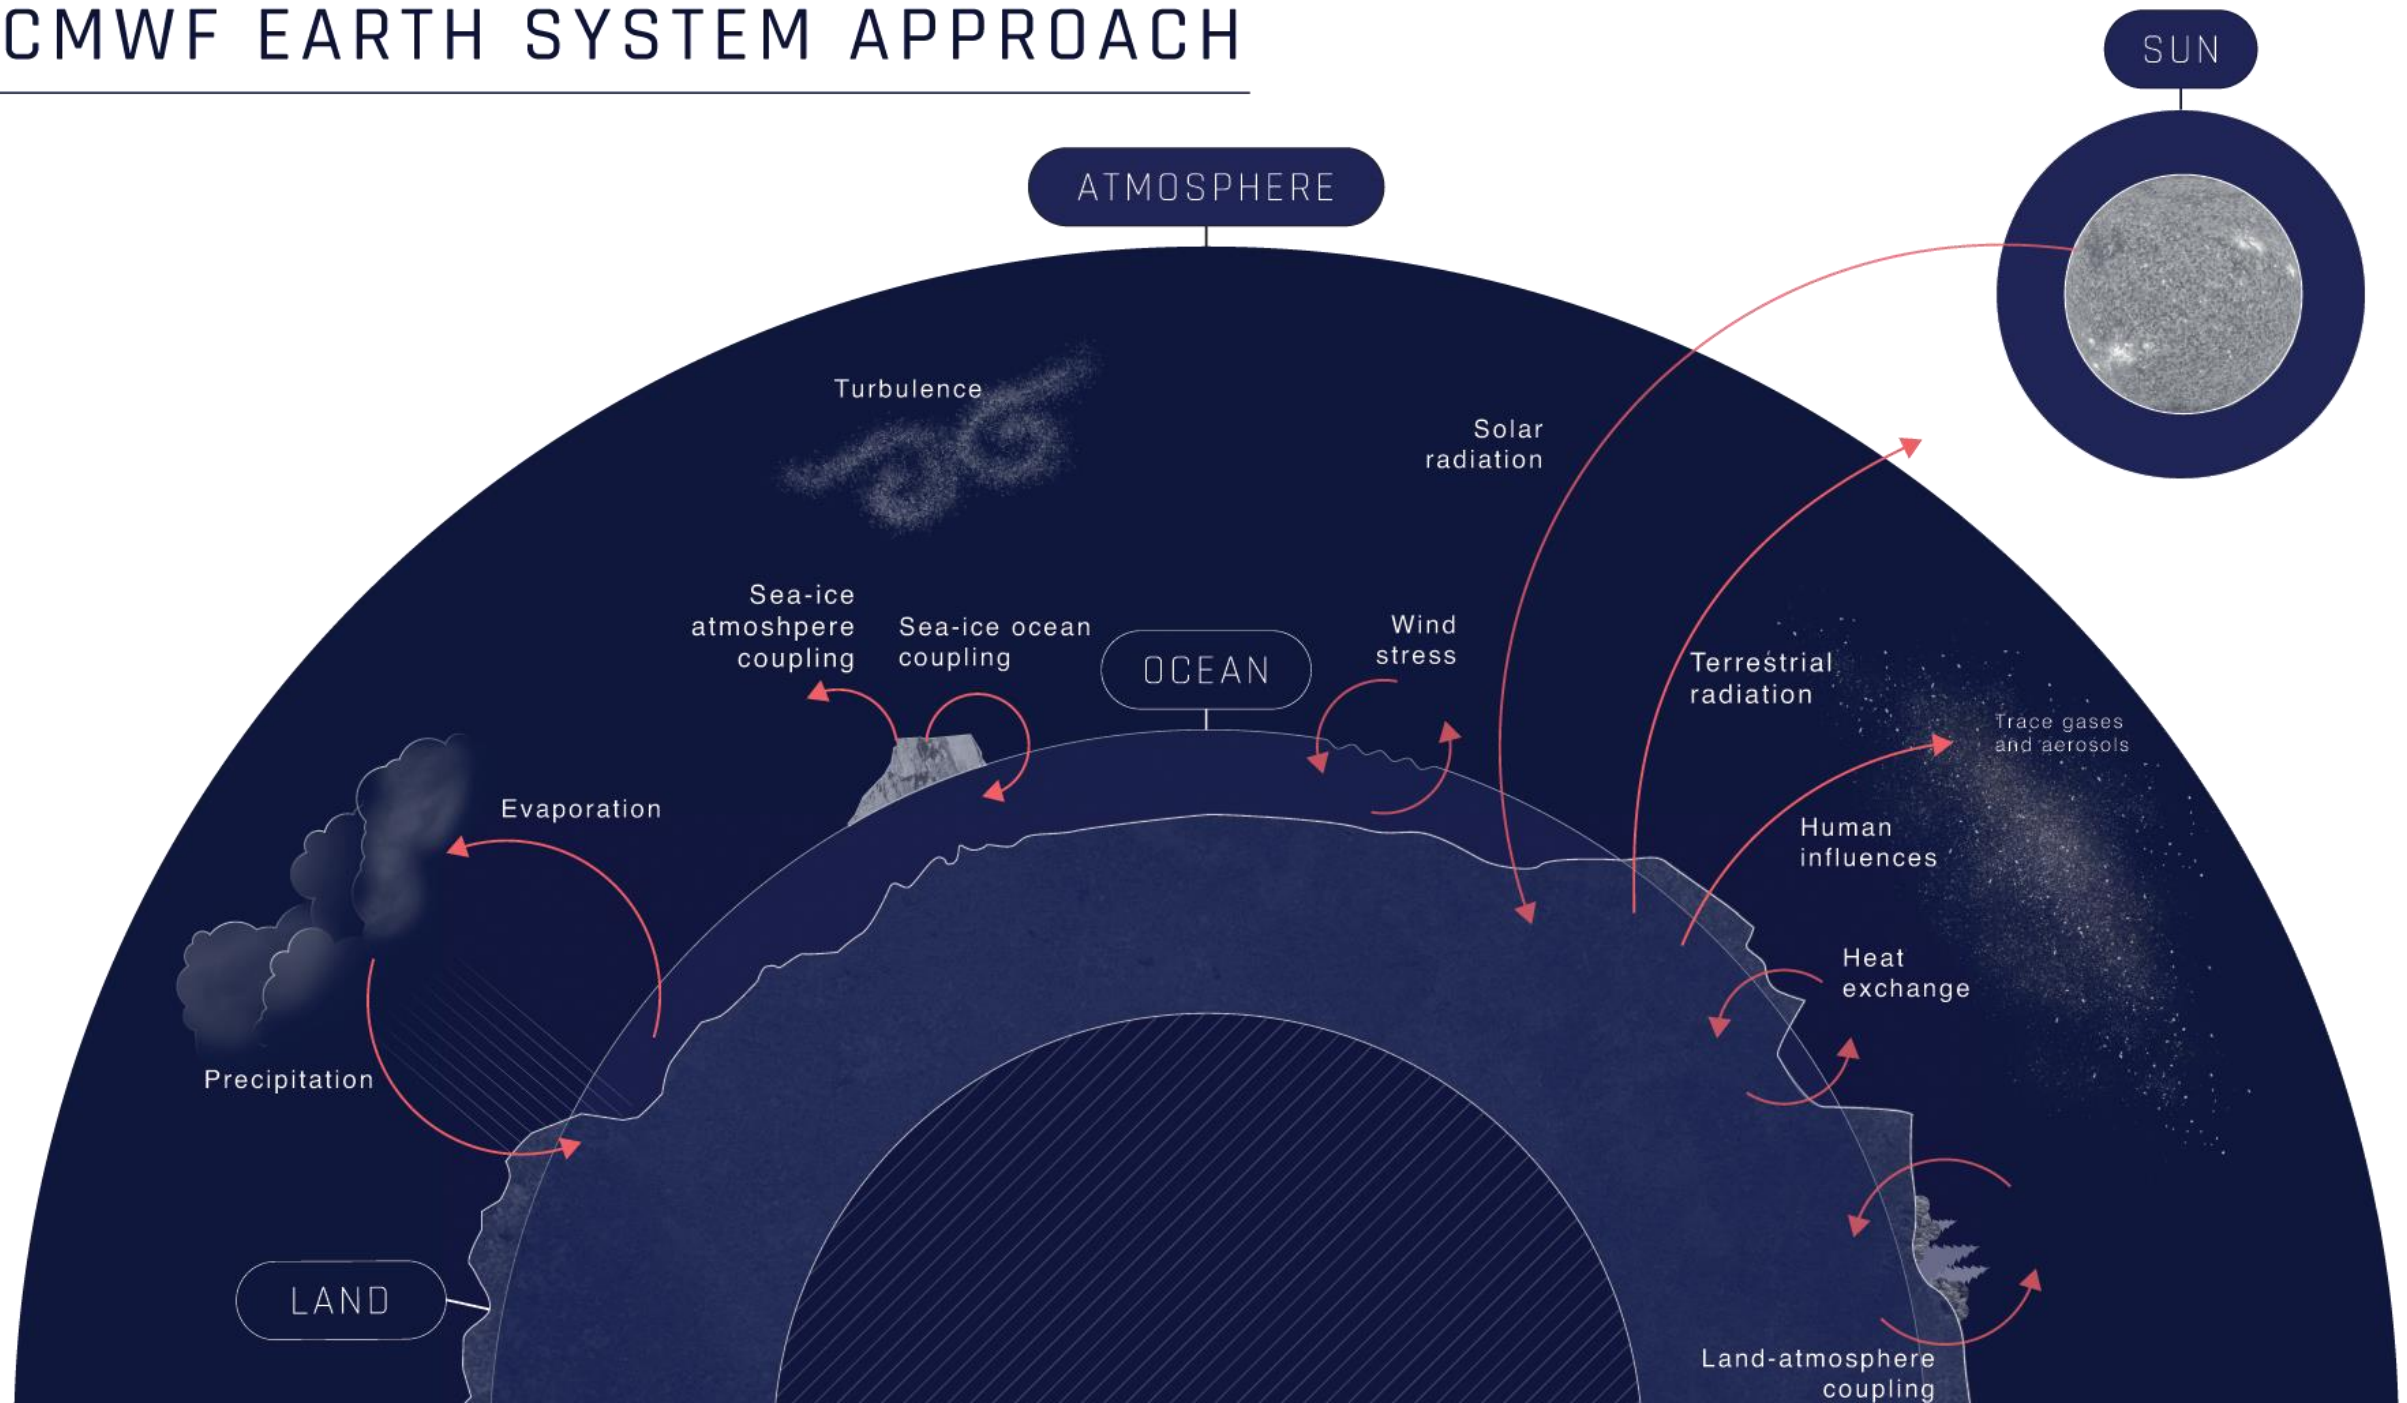 CMWF EARTH SYSTEM APPROACH
SUN
ATMOSPHERE
Turbulence
Solar
radiation
Sea-ice
atmoshpere
coupling
Sea-ice ocean
coupling
OCEAN
Wind
stress
Terrestrial
radiation
Trace gases
and aerosols
Evaporation
Human
influences
Heat
exchange
Precipitation
LAND
Land-atmosphere
coupling